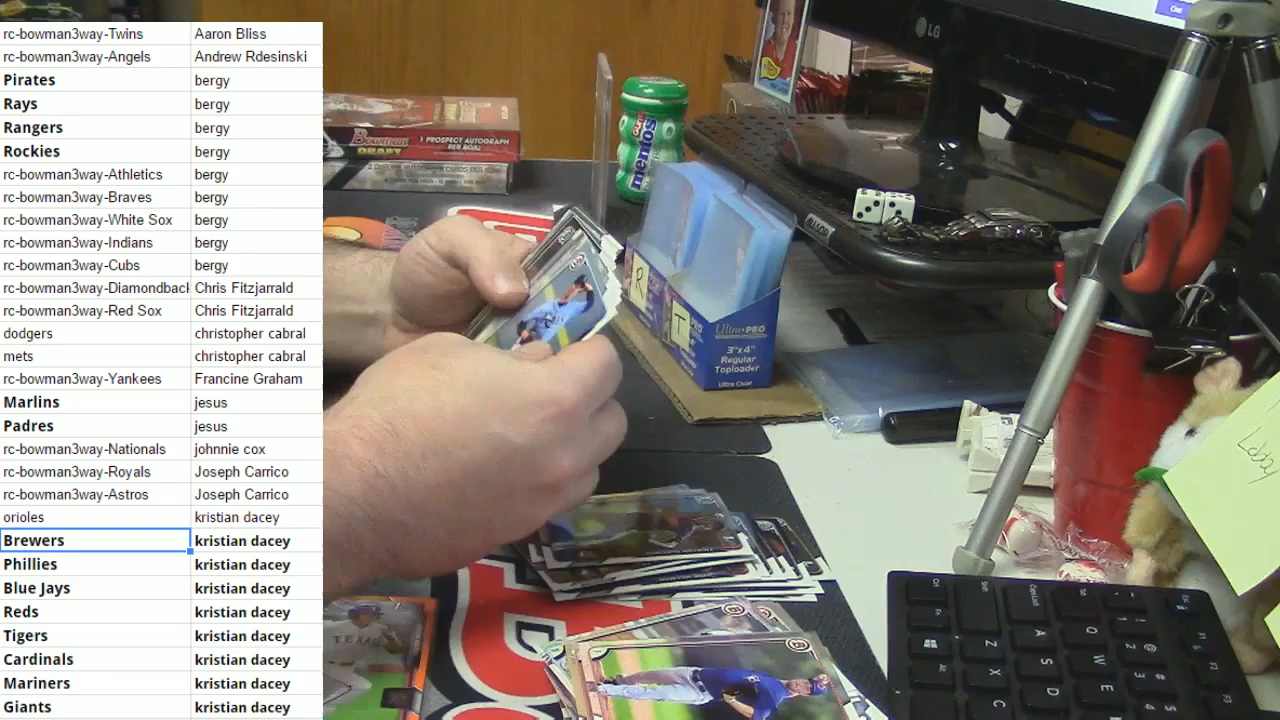 rc-bowman3way-Twins Aaron Bliss
rc-bowman3way-Angels Andrew Rdesinski
Pirates bergy
Rays bergy
Rangers bergy
Rockies bergy
rc-bowman3way-Athletics bergy
rc-bowman3way-Braves bergy
rc-bowman3way-White Sox bergy
rc-bowman3way-Indians bergy
rc-bowman3way-Cubs bergy
rc-bowman3way-Diamondback Chris Fitzjarrald
rc-bowman3way-Red Sox Chris Fitzjarrald
dodgers christopher cabral
mets christopher cabral
rc-bowman3way-Yankees Francine Graham
Marlins jesus
Padres jesus
rc-bowman3way-Nationals johnnie cox
rc-bowman3way-Royals Joseph Carrico
rc-bowman3way-Astros Joseph Carrico
orioles kristian dacey
Brewers kristian dacey
Phillies kristian dacey
Blue Jays kristian dacey
Reds kristian dacey
Tigers kristian dacey
Cardinals kristian dacey
Mariners kristian dacey
Giants kristian dacey
Bowman
DRAFT
1 PROSPECT AUTOGRAPH
PER BOX!
mentos
LG
R
T
Ultra PRO
3"x4"
Regular
Toploader
Ultra Clear
TEXAS
Z
X
A
S
D
Q
W
E